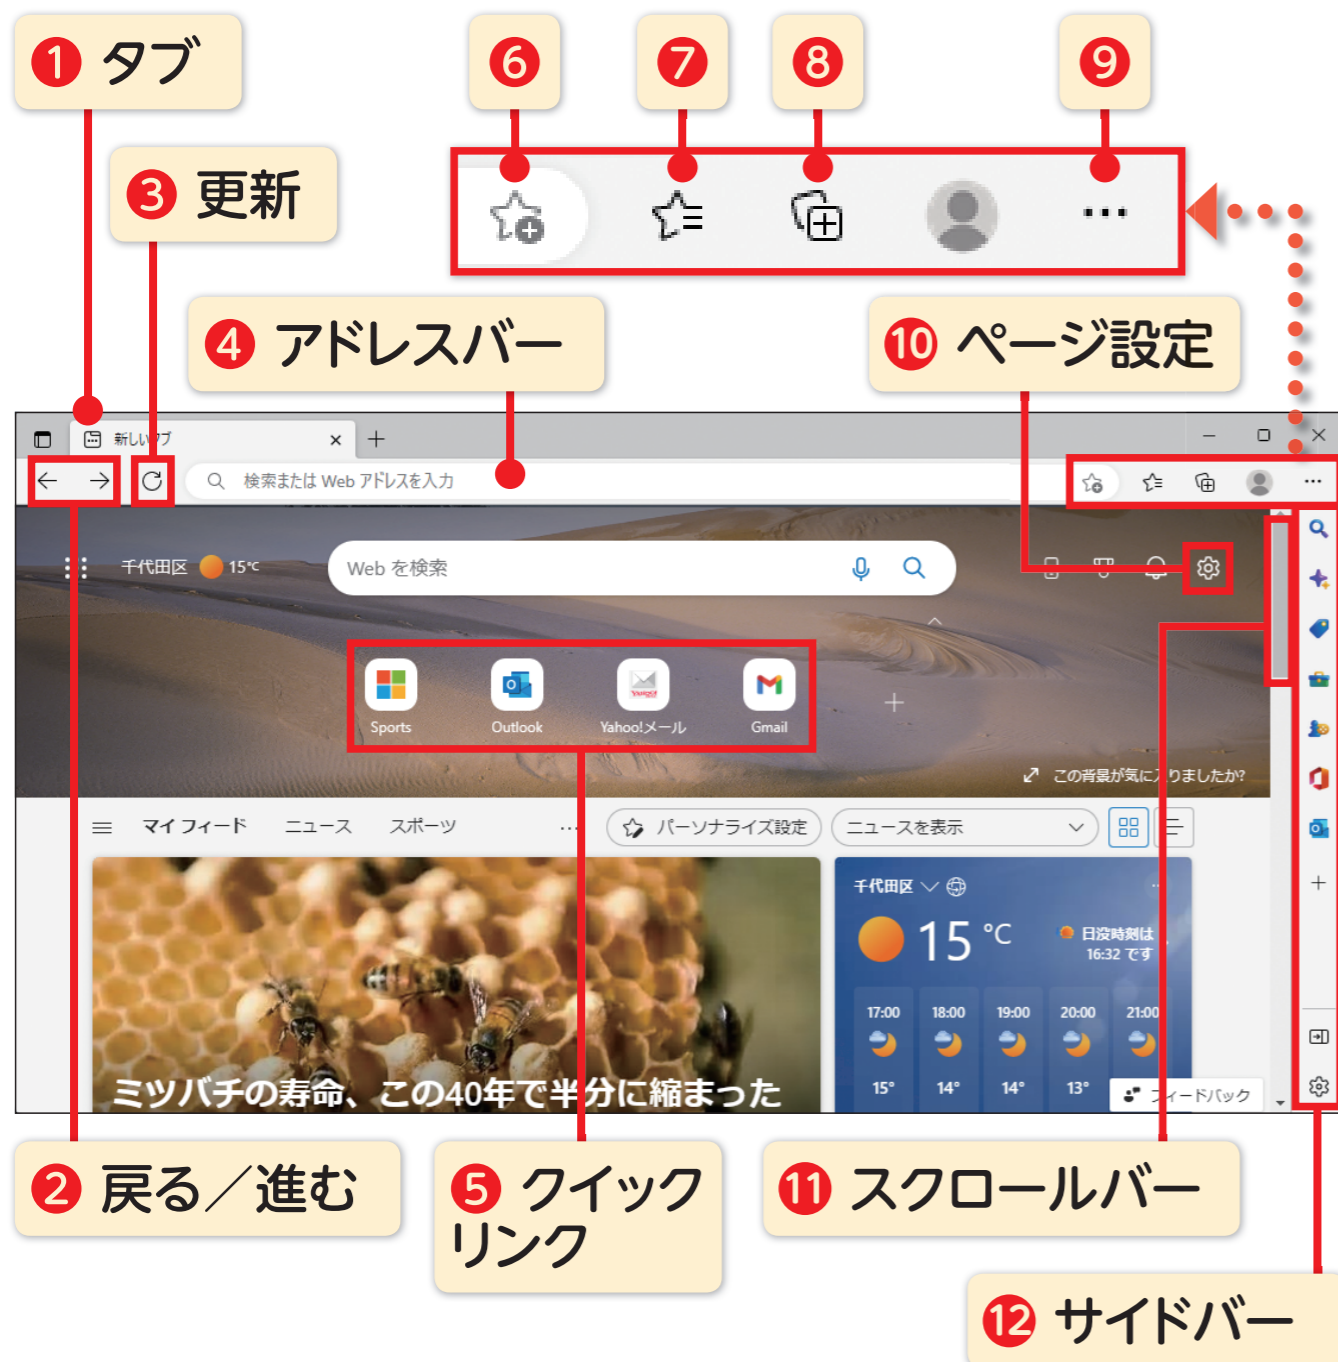 ❶ タブ
❻
❼
❽
❾
❸ 更新
❹ アドレスバー
❿ ページ設定
新しいタブ
検索または Web アドレスを入力
千代田区 15℃
Web を検索
Sports
Outlook
Yahoo!メール
Gmail
この背景が気に入りましたか?
マイ フィード
ニュース
スポーツ
パーソナライズ設定
ニュースを表示
千代田区
15 °C
日没時刻は
16:32 です
17:00 18:00 19:00 20:00 21:00
15° 14° 14° 13°
ミツバチの寿命、この40年で半分に縮まった
フィードバック
❷ 戻る／進む
❺ クイック
リンク
⓫ スクロールバー
⓬ サイドバー